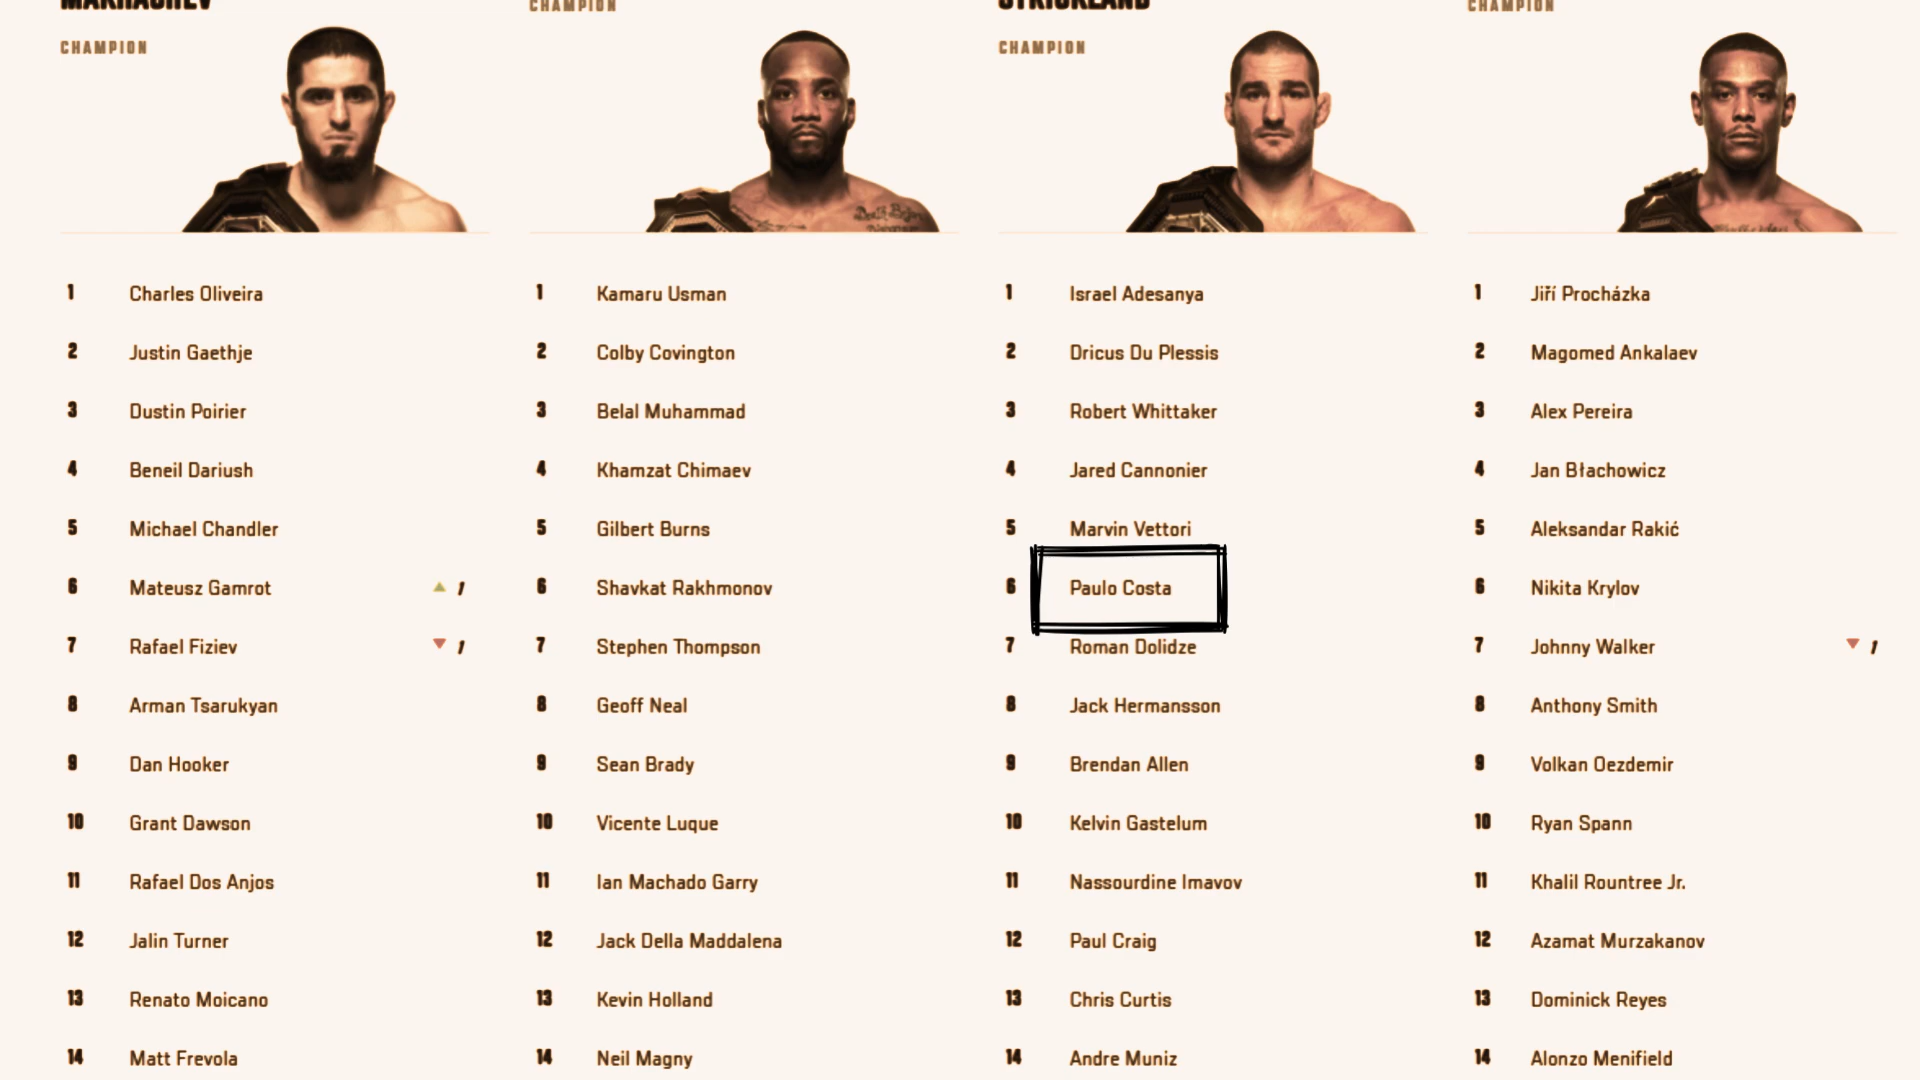 MAKHACHEV
CHAMPION
1 Charles Oliveira
2 Justin Gaethje
3 Dustin Poirier
4 Beneil Dariush
5 Michael Chandler
6 Mateusz Gamrot 1
7 Rafael Fiziev 1
8 Arman Tsarukyan
9 Dan Hooker
10 Grant Dawson
11 Rafael Dos Anjos
12 Jalin Turner
13 Renato Moicano
14 Matt Frevola
CHAMPION
1 Kamaru Usman
2 Colby Covington
3 Belal Muhammad
4 Khamzat Chimaev
5 Gilbert Burns
6 Shavkat Rakhmonov
7 Stephen Thompson
8 Geoff Neal
9 Sean Brady
10 Vicente Luque
11 Ian Machado Garry
12 Jack Della Maddalena
13 Kevin Holland
14 Neil Magny
STRICKLAND
CHAMPION
1 Israel Adesanya
2 Dricus Du Plessis
3 Robert Whittaker
4 Jared Cannonier
5 Marvin Vettori
6 Paulo Costa
7 Roman Dolidze
8 Jack Hermansson
9 Brendan Allen
10 Kelvin Gastelum
11 Nassourdine Imavov
12 Paul Craig
13 Chris Curtis
14 Andre Muniz
CHAMPION
1 Jiří Procházka
2 Magomed Ankalaev
3 Alex Pereira
4 Jan Błachowicz
5 Aleksandar Rakić
6 Nikita Krylov
7 Johnny Walker 1
8 Anthony Smith
9 Volkan Oezdemir
10 Ryan Spann
11 Khalil Rountree Jr.
12 Azamat Murzakanov
13 Dominick Reyes
14 Alonzo Menifield